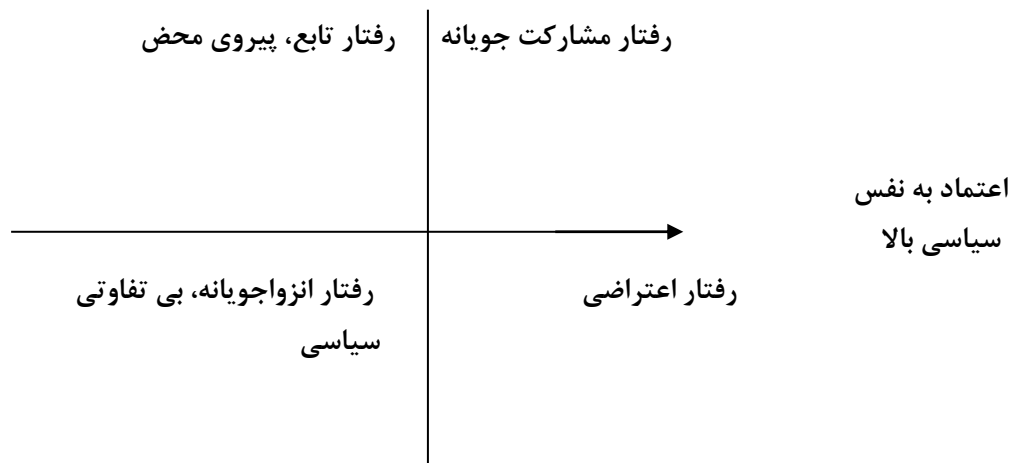 رفتار مشارکت جویانه
رفتار تابع، پیروی محض
اعتماد به نفس
سیاسی بالا
رفتار اعتراضی
رفتار انزواجویانه، بی تفاوتی
سیاسی